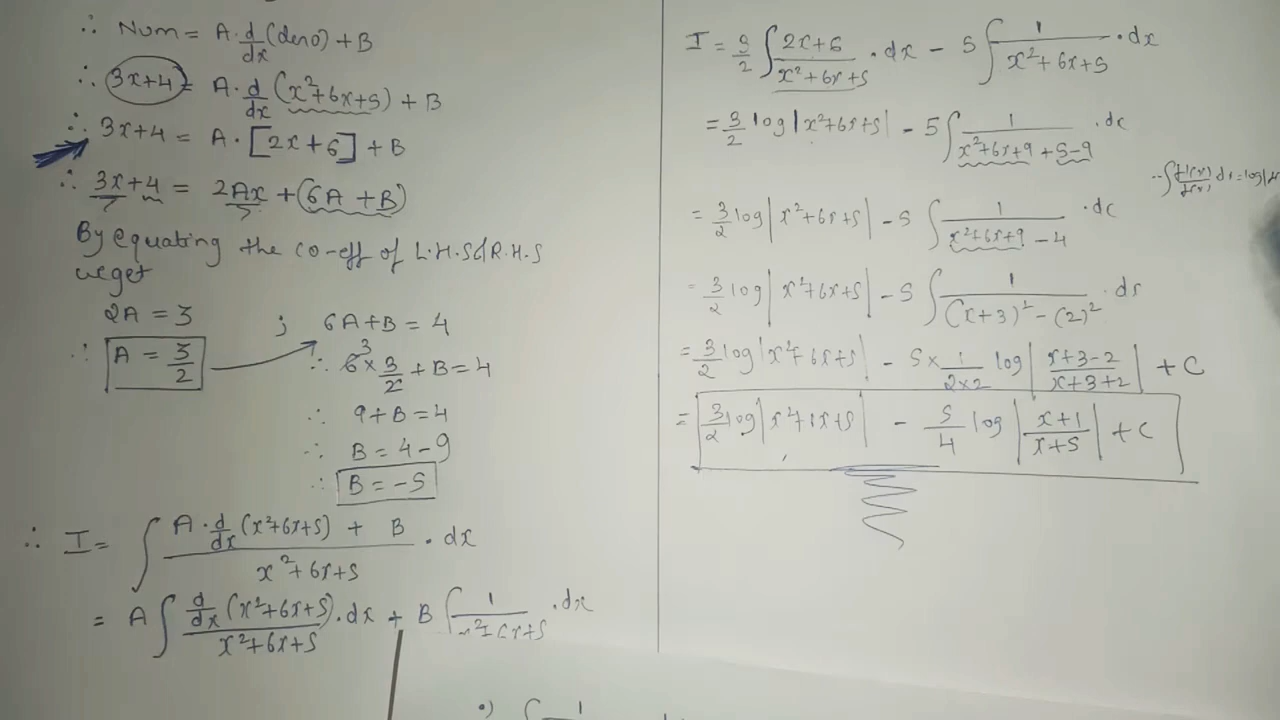 ∴ Num = A·d/dx(deno) + B
∴ 3x+4 = A·d/dx(x²+6x+5) + B
∴ 3x+4 = A·[2x+6] + B
∴ 3x+4 = 2Ax + (6A+B)
By equating the co-eff of L.H.S & R.H.S
we get
2A = 3 ; 6A+B = 4
∴ A = 3/2
∴ 6³ × 3/2 + B = 4
∴ 9+B = 4
∴ B = 4-9
∴ B = -5
∴ I = ∫ (A·d/dx(x²+6x+5) + B)/(x²+6x+5) · dx
= A ∫ (d/dx(x²+6x+5))/(x²+6x+5) · dx + B ∫ 1/(x²+6x+5) · dx
I = 3/2 ∫ (2x+6)/(x²+6x+5) · dx - 5 ∫ 1/(x²+6x+5) · dx
= 3/2 log|x²+6x+5| - 5 ∫ 1/(x²+6x+9+5-9) · dx
= 3/2 log|x²+6x+5| - 5 ∫ 1/(x²+6x+9-4) · dx
= 3/2 log|x²+6x+5| - 5 ∫ 1/((x+3)²-(2)²) · dx
= 3/2 log|x²+6x+5| - 5 × 1/(2×2) log|(x+3-2)/(x+3+2)| + C
= 3/2 log|x²+6x+5| - 5/4 log|(x+1)/(x+5)| + C